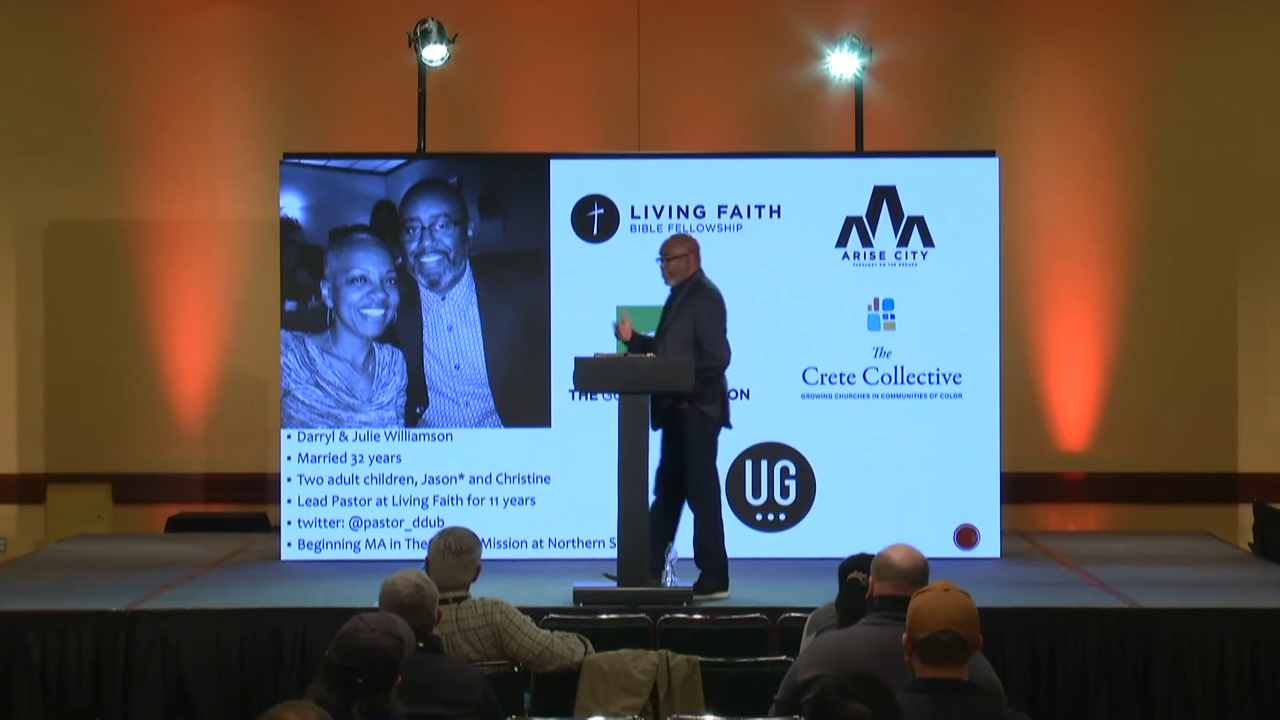 LIVING FAITH
BIBLE FELLOWSHIP
ARISE CITY
The
Crete Collective
GROWING CHURCHES IN COMMUNITIES OF COLOR
THE GO ON
UG
▪ Darryl & Julie Williamson
▪ Married 32 years
▪ Two adult children, Jason* and Christine
▪ Lead Pastor at Living Faith for 11 years
▪ twitter: @pastor_ddub
▪ Beginning MA in The Mission at Northern S